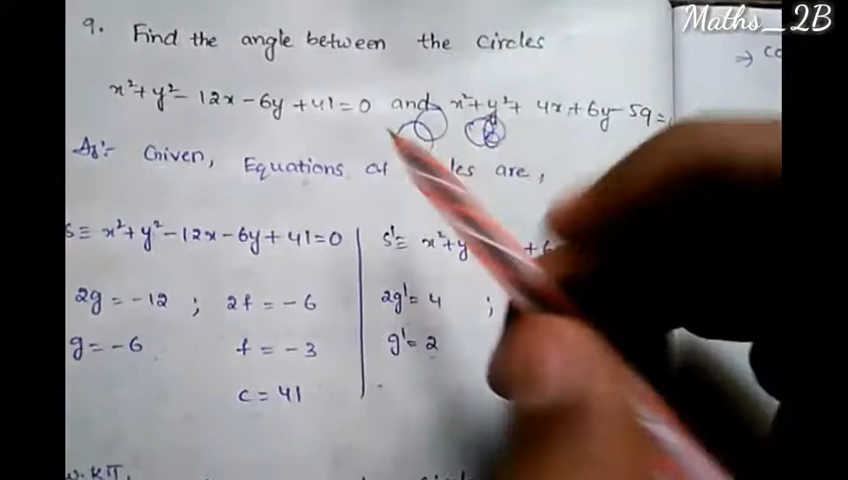 Maths_2B
9. Find the angle between the circles
x²+y²-12x-6y+41=0 and x²+y²+4x+6y-59=
As:- Given, Equations are,
S≡ x²+y²-12x-6y+41=0
2g = -12 ; 2f = -6
g = -6 f = -3
c = 41
S'≡ x²+y +6
2g' = 4 ;
g' = 2
W.K.T,
⇒